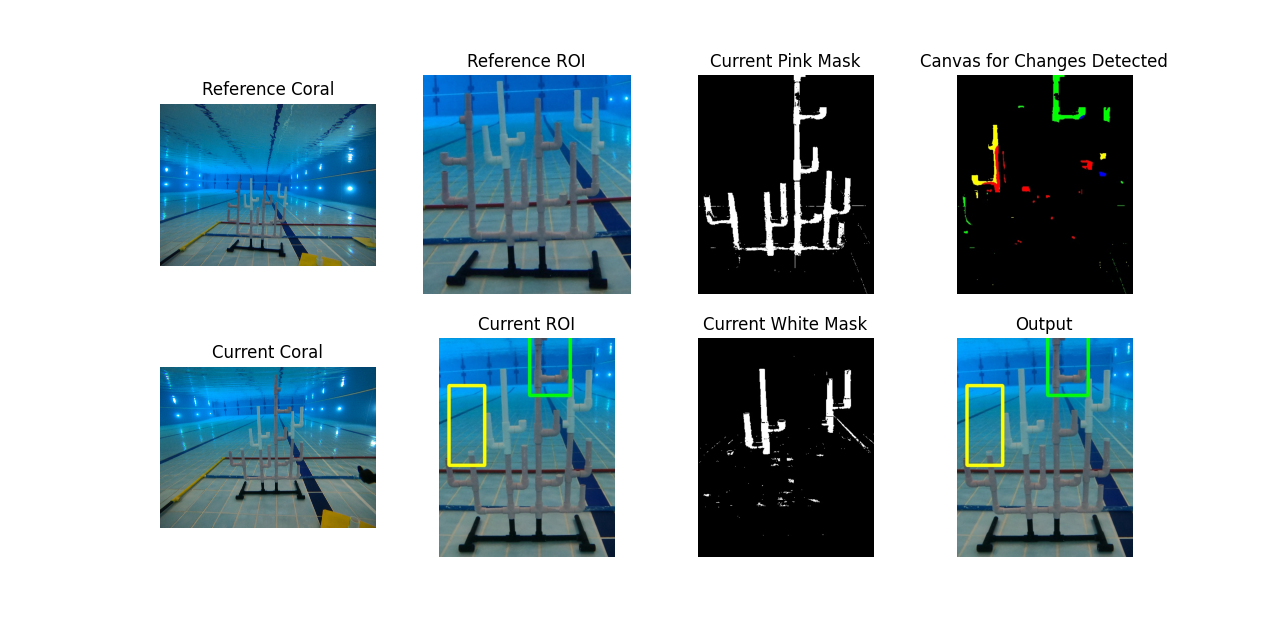 Reference Coral
Reference ROI
Current Pink Mask
Canvas for Changes Detected
Current Coral
Current ROI
Current White Mask
Output